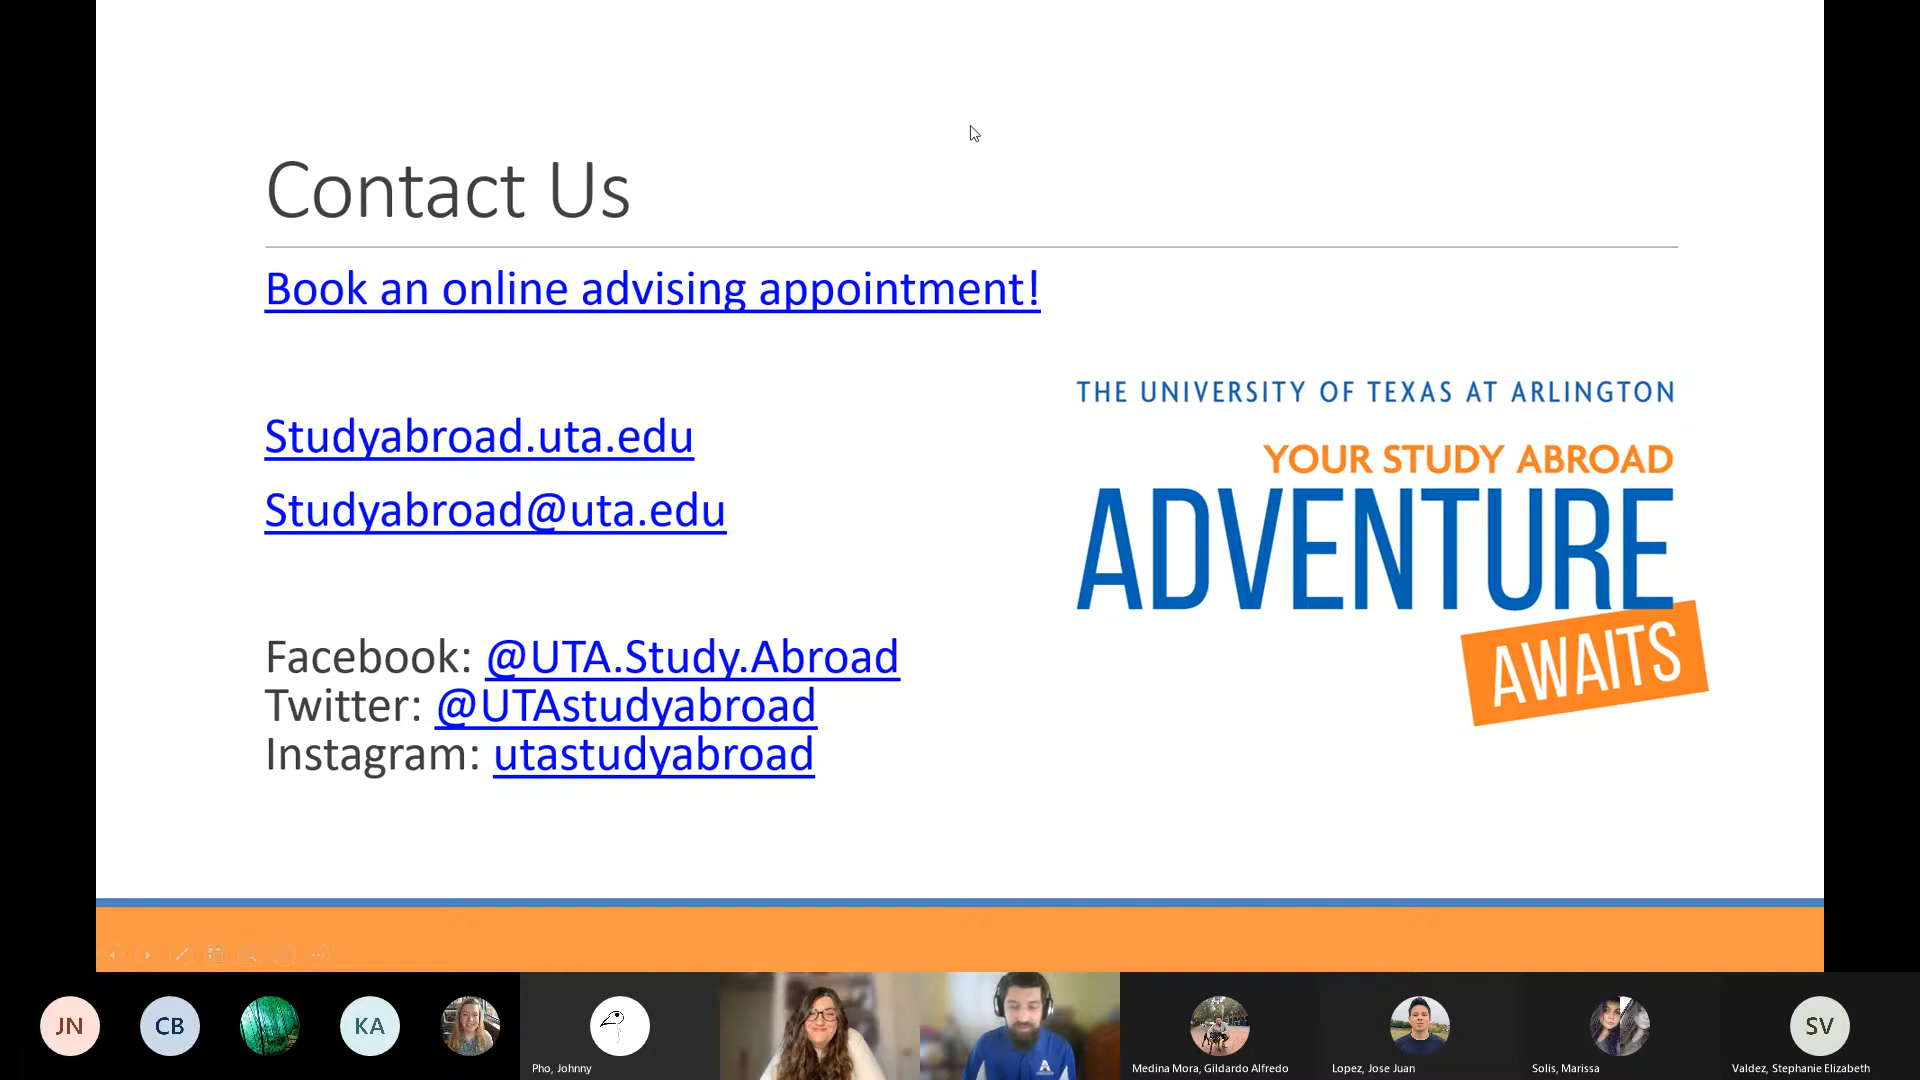 Contact Us
Book an online advising appointment!
Studyabroad.uta.edu
Studyabroad@uta.edu
Facebook: @UTA.Study.Abroad
Twitter: @UTAstudyabroad
Instagram: utastudyabroad
THE UNIVERSITY OF TEXAS AT ARLINGTON
YOUR STUDY ABROAD
ADVENTURE
AWAITS
JN
CB
KA
Pho, Johnny
Medina Mora, Gildardo Alfredo
Lopez, Jose Juan
Solis, Marissa
SV
Valdez, Stephanie Elizabeth